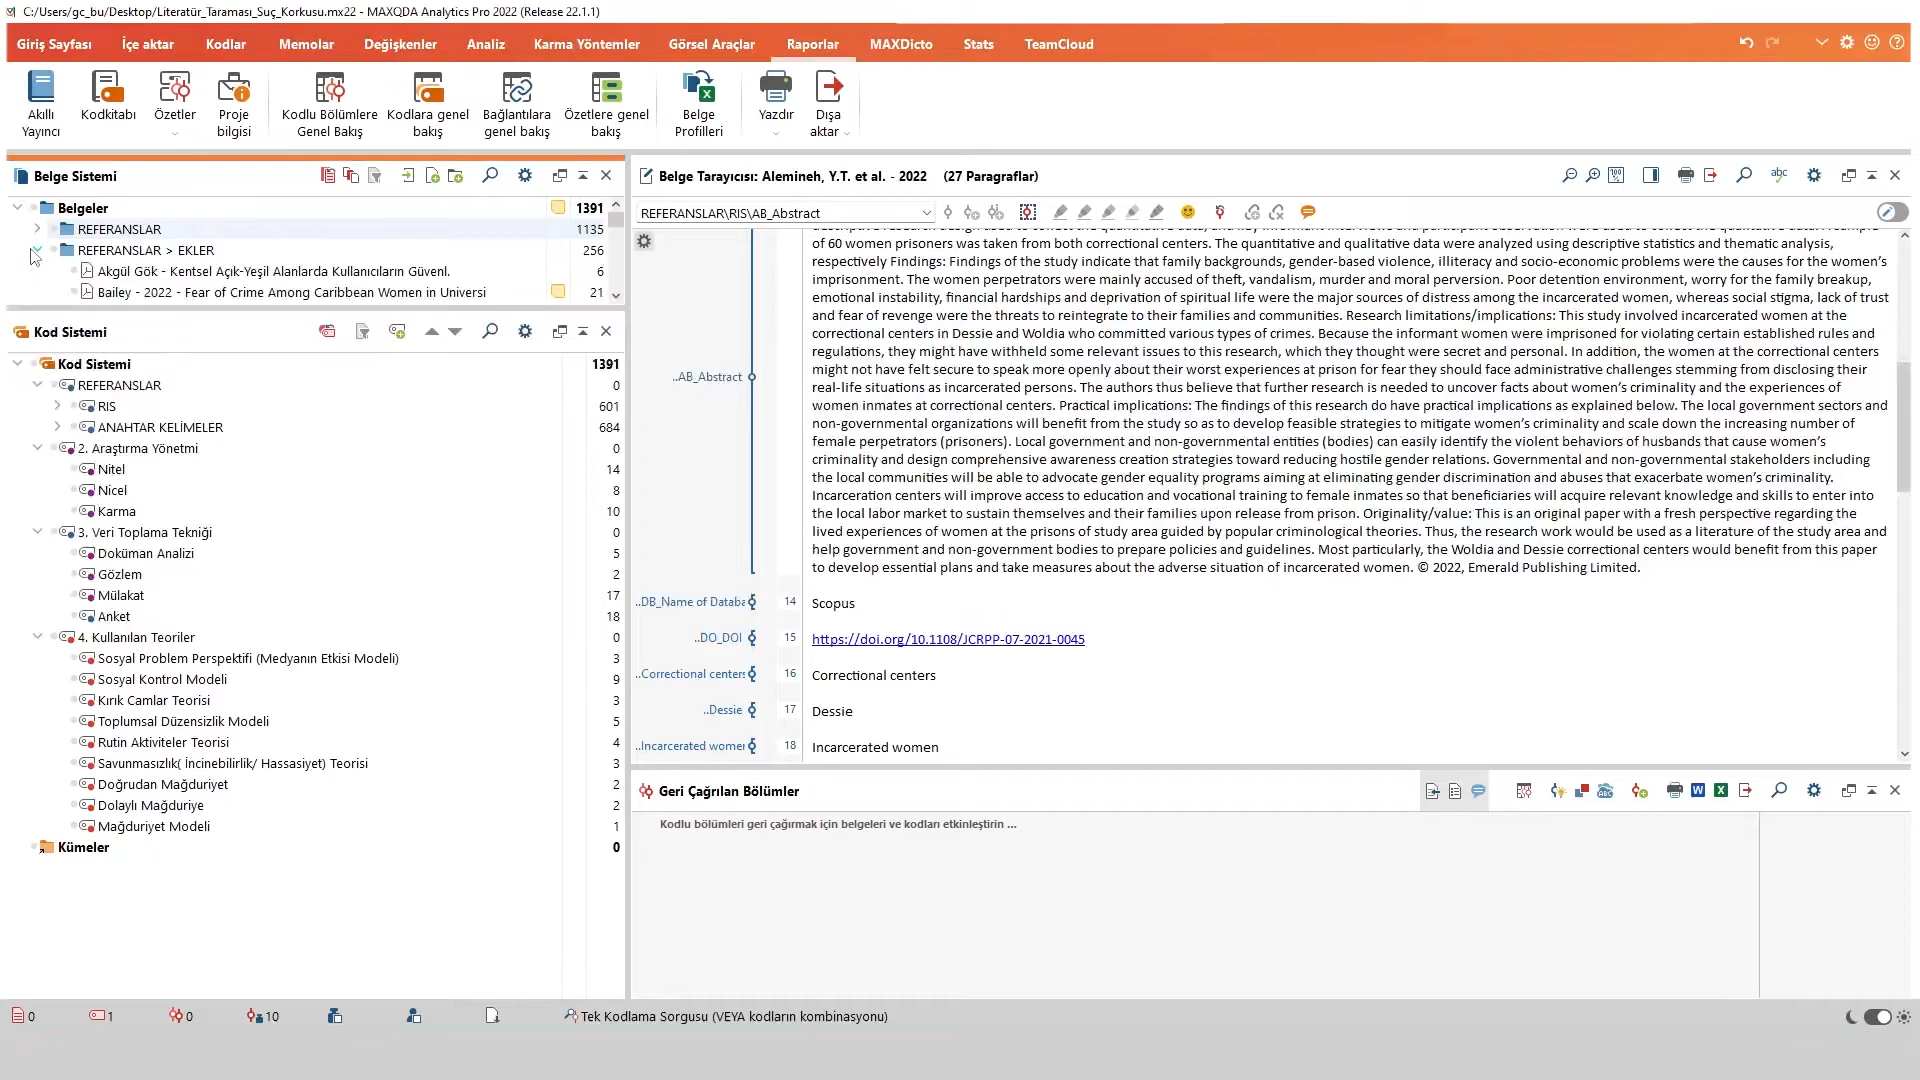 C:/Users/gc_bu/Desktop/Literatür_Taraması_Suç_Korkusu.mx22 - MAXQDA Analytics Pro 2022 (Release 22.1.1)
Giriş Sayfası İçe aktar Kodlar Memolar Değişkenler Analiz Karma Yöntemler Görsel Araçlar Raporlar MAXDicto Stats TeamCloud
Akıllı Yayıncı
Kodkitabı
Özetler
Proje bilgisi
Kodlu Bölümlere Genel Bakış
Kodlara genel bakış
Bağlantılara genel bakış
Özetlere genel bakış
Belge Profilleri
Yazdır
Dışa aktar
Belge Sistemi
Belgeler 1391
REFERANSLAR 1135
REFERANSLAR > EKLER 256
Akgül Gök - Kentsel Açık-Yeşil Alanlarda Kullanıcıların Güvenl. 6
Bailey - 2022 - Fear of Crime Among Caribbean Women in Universi 21
Kod Sistemi
Kod Sistemi 1391
REFERANSLAR 0
RIS 601
ANAHTAR KELİMELER 684
2. Araştırma Yönetmi 0
Nitel 14
Nicel 8
Karma 10
3. Veri Toplama Tekniği 0
Doküman Analizi 5
Gözlem 2
Mülakat 17
Anket 18
4. Kullanılan Teoriler 0
Sosyal Problem Perspektifi (Medyanın Etkisi Modeli) 3
Sosyal Kontrol Modeli 9
Kırık Camlar Teorisi 3
Toplumsal Düzensizlik Modeli 5
Rutin Aktiviteler Teorisi 4
Savunmasızlık( İncinebilirlik/ Hassasiyet) Teorisi 3
Doğrudan Mağduriyet 2
Dolaylı Mağduriye 2
Mağduriyet Modeli 1
Kümeler 0
Belge Tarayıcısı: Alemineh, Y.T. et al. - 2022 (27 Paragraflar)
REFERANSLAR\RIS\AB_Abstract
..AB_Abstract
of 60 women prisoners was taken from both correctional centers. The quantitative and qualitative data were analyzed using descriptive statistics and thematic analysis,
respectively Findings: Findings of the study indicate that family backgrounds, gender-based violence, illiteracy and socio-economic problems were the causes for the women's
imprisonment. The women perpetrators were mainly accused of theft, vandalism, murder and moral perversion. Poor detention environment, worry for the family breakup,
emotional instability, financial hardships and deprivation of spiritual life were the major sources of distress among the incarcerated women, whereas social stigma, lack of trust
and fear of revenge were the threats to reintegrate to their families and communities. Research limitations/implications: This study involved incarcerated women at the
correctional centers in Dessie and Woldia who committed various types of crimes. Because the informant women were imprisoned for violating certain established rules and
regulations, they might have withheld some relevant issues to this research, which they thought were secret and personal. In addition, the women at the correctional centers
might not have felt secure to speak more openly about their worst experiences at prison for fear they should face administrative challenges stemming from disclosing their
real-life situations as incarcerated persons. The authors thus believe that further research is needed to uncover facts about women's criminality and the experiences of
women inmates at correctional centers. Practical implications: The findings of this research do have practical implications as explained below. The local government sectors and
non-governmental organizations will benefit from the study so as to develop feasible strategies to mitigate women's criminality and scale down the increasing number of
female perpetrators (prisoners). Local government and non-governmental entities (bodies) can easily identify the violent behaviors of husbands that cause women's
criminality and design comprehensive awareness creation strategies toward reducing hostile gender relations. Governmental and non-governmental stakeholders including
the local communities will be able to advocate gender equality programs aiming at eliminating gender discrimination and abuses that exacerbate women's criminality.
Incarceration centers will improve access to education and vocational training to female inmates so that beneficiaries will acquire relevant knowledge and skills to enter into
the local labor market to sustain themselves and their families upon release from prison. Originality/value: This is an original paper with a fresh perspective regarding the
lived experiences of women at the prisons of study area guided by popular criminological theories. Thus, the research work would be used as a literature of the study area and
help government and non-government bodies to prepare policies and guidelines. Most particularly, the Woldia and Dessie correctional centers would benefit from this paper
to develop essential plans and take measures about the adverse situation of incarcerated women. © 2022, Emerald Publishing Limited.
..DB_Name of Databa 14 Scopus
..DO_DOI 15 https://doi.org/10.1108/JCRPP-07-2021-0045
..Correctional centers 16 Correctional centers
..Dessie 17 Dessie
..Incarcerated womer 18 Incarcerated women
Geri Çağrılan Bölümler
Kodlu bölümleri geri çağırmak için belgeleri ve kodları etkinleştirin ...
0 1 0 10 Tek Kodlama Sorgusu (VEYA kodların kombinasyonu)